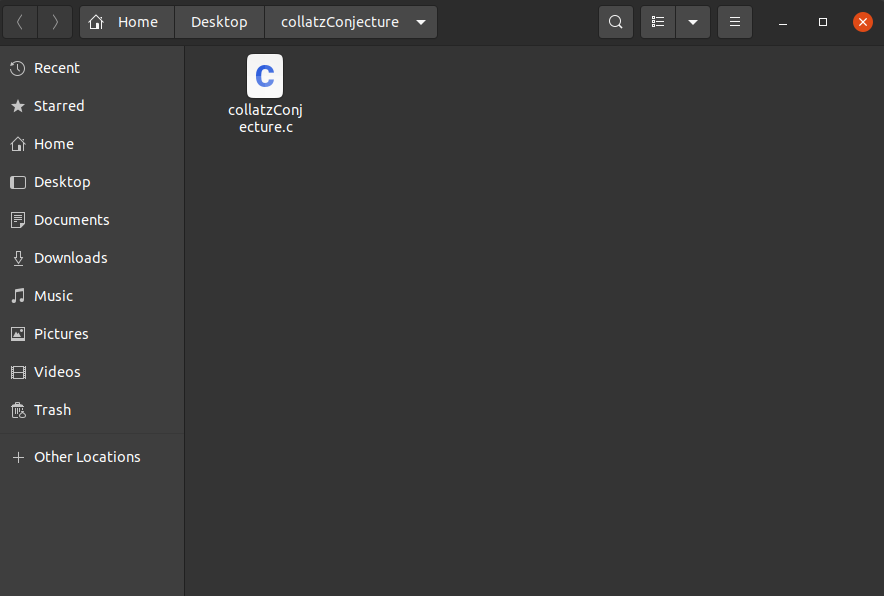 Home
Desktop
collatzConjecture
Recent
Starred
Home
Desktop
Documents
Downloads
Music
Pictures
Videos
Trash
Other Locations
C
collatzConj
ecture.c